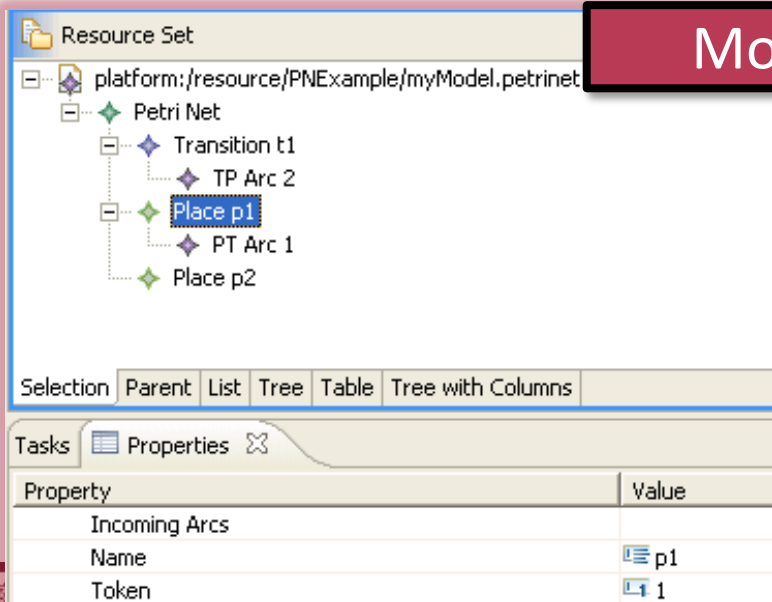 Resource Set
platform:/resource/PNExample/myModel.petrinet
Petri Net
Transition t1
TP Arc 2
Place p1
PT Arc 1
Place p2
Selection Parent List Tree Table Tree with Columns
Tasks Properties
Property Value
Incoming Arcs
Name p1
Token 1